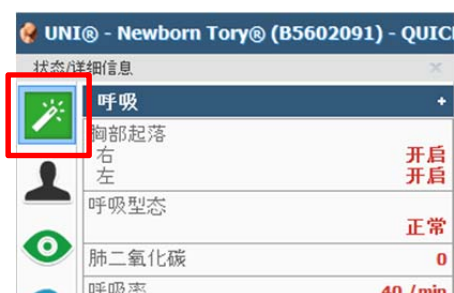 UNI® - Newborn Tory® (B5602091) - QUIC
状态/详细信息
呼吸 +
胸部起落
右 开启
左 开启
呼吸型态
正常
肺二氧化碳 0
呼吸率 40 /min